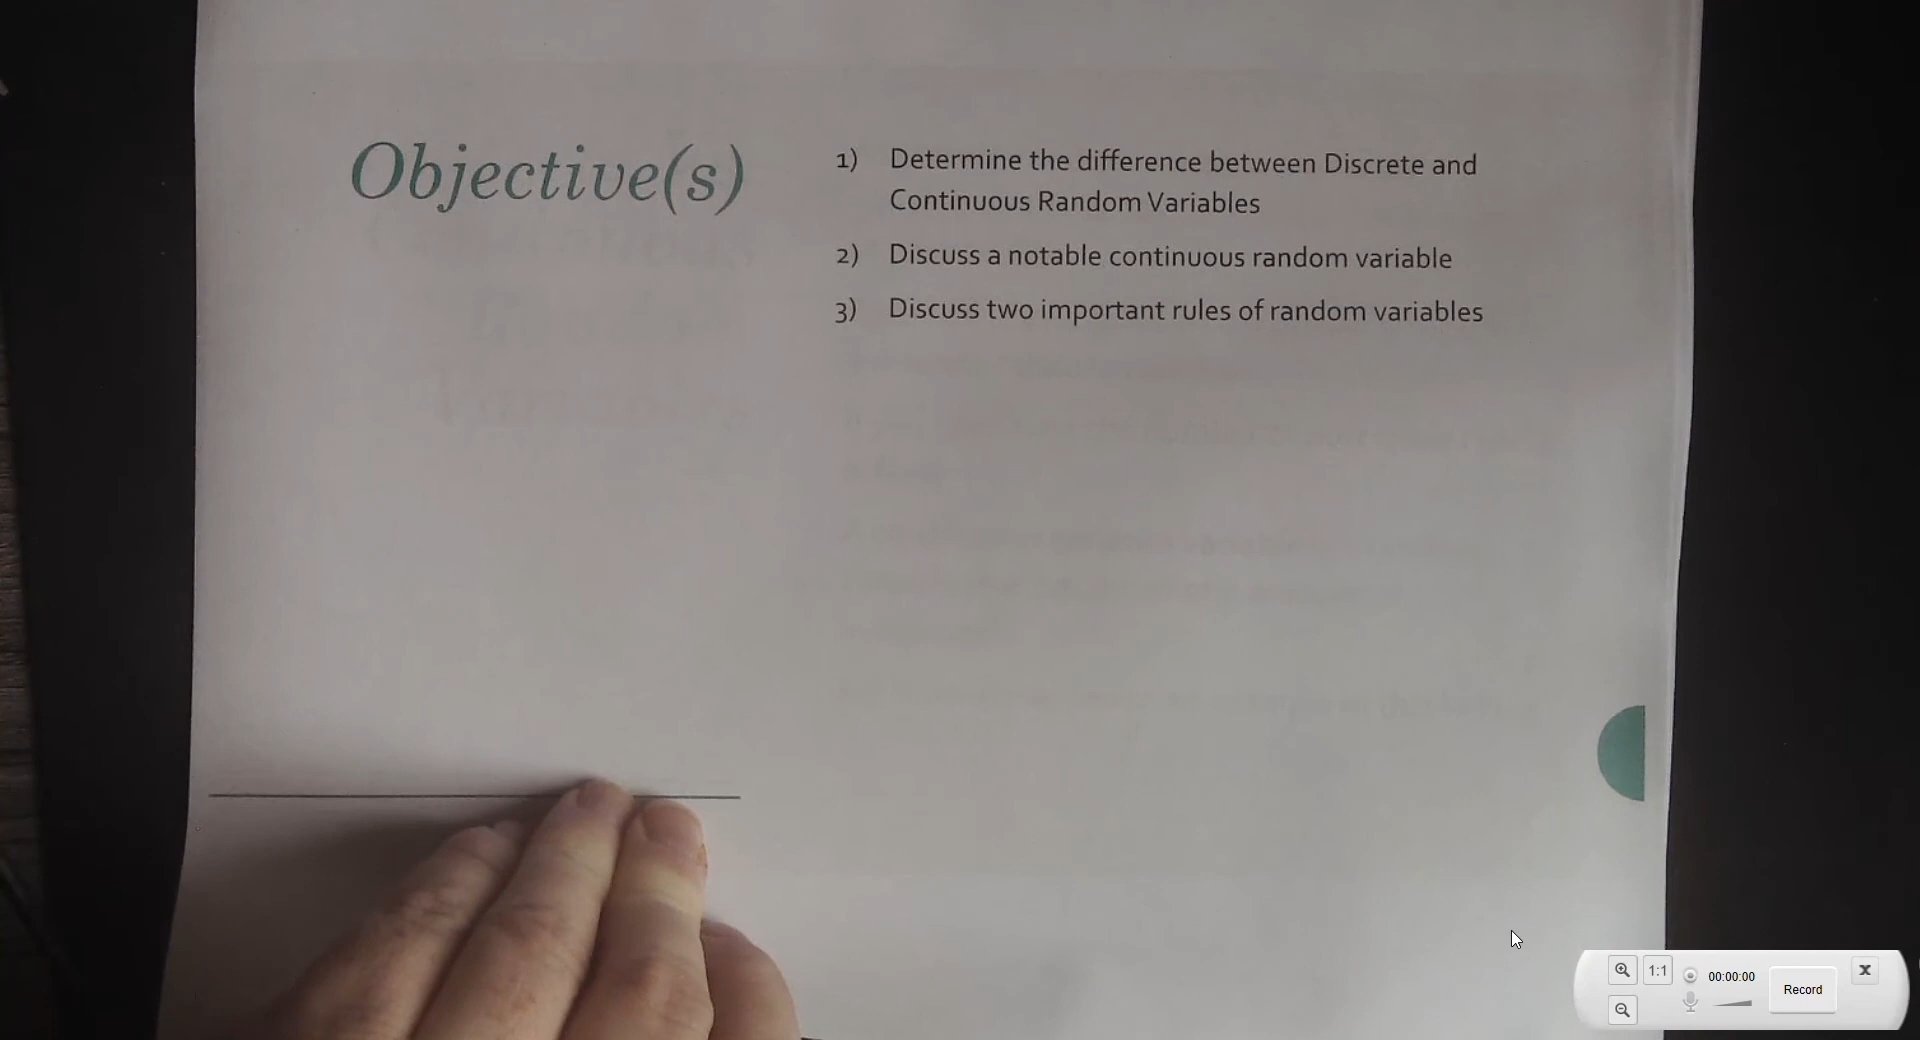 Objective(s)
1) Determine the difference between Discrete and
Continuous Random Variables
2) Discuss a notable continuous random variable
3) Discuss two important rules of random variables
1:1
00:00:00
Record
x